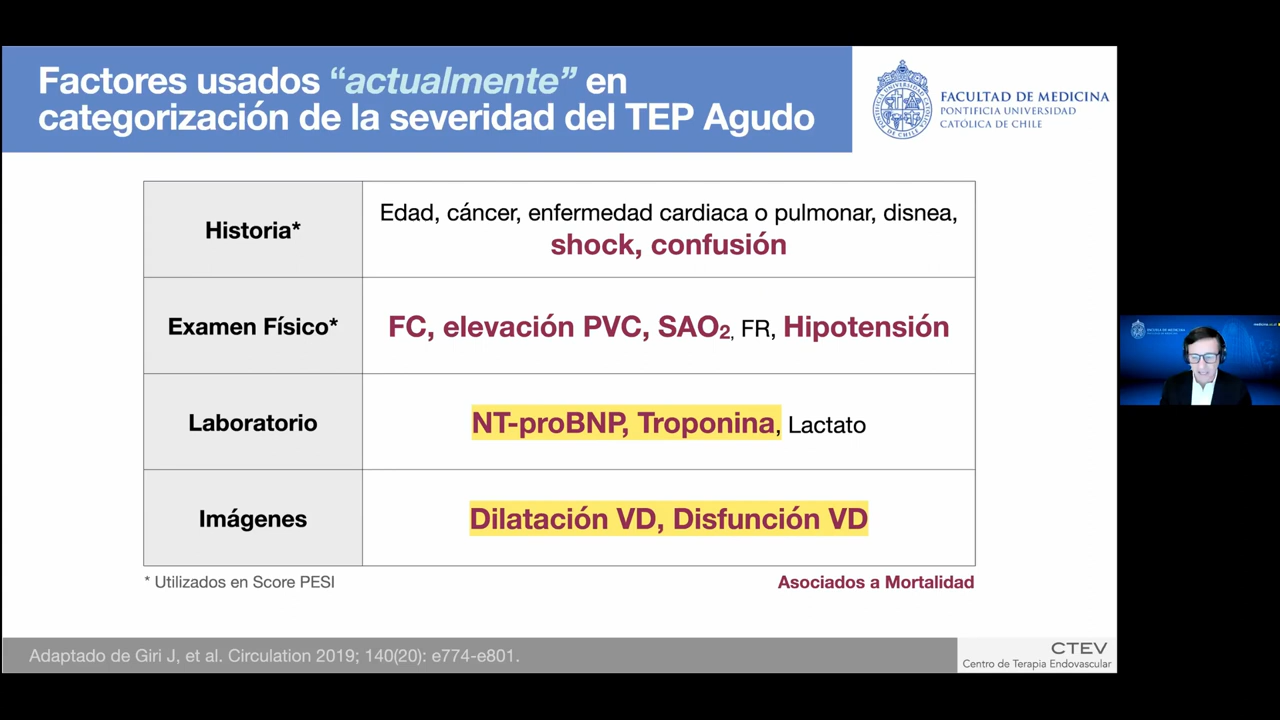 Factores usados “actualmente” en
categorización de la severidad del TEP Agudo
FACULTAD DE MEDICINA
PONTIFICIA UNIVERSIDAD
CATÓLICA DE CHILE
Historia*
Edad, cáncer, enfermedad cardiaca o pulmonar, disnea,
shock, confusión
Examen Físico*
FC, elevación PVC, SAO₂, FR, Hipotensión
Laboratorio
NT-proBNP, Troponina, Lactato
Imágenes
Dilatación VD, Disfunción VD
* Utilizados en Score PESI
Asociados a Mortalidad
Adaptado de Giri J, et al. Circulation 2019; 140(20): e774-e801.
CTEV
Centro de Terapia Endovascular